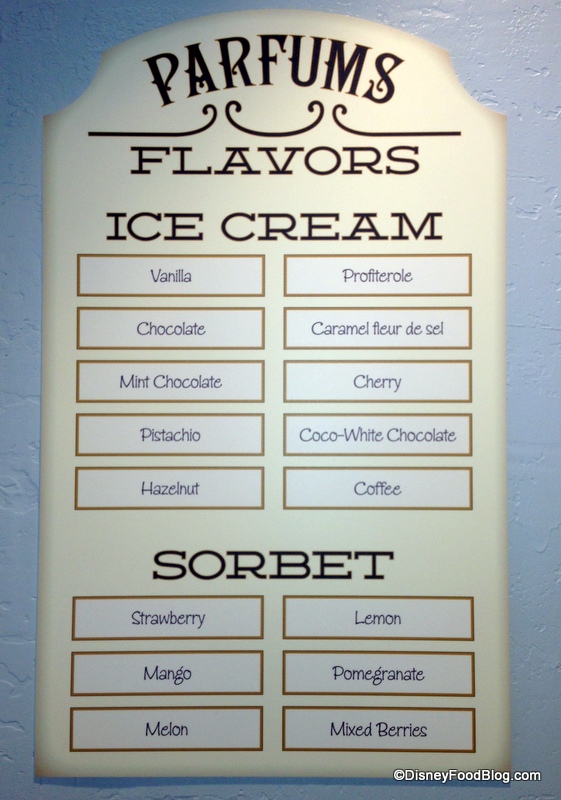 PARFUMS
FLAVORS
ICE CREAM
Vanilla
Profiterole
Chocolate
Caramel fleur de sel
Mint Chocolate
Cherry
Pistachio
Coco-White Chocolate
Hazelnut
Coffee
SORBET
Strawberry
Lemon
Mango
Pomegranate
Melon
Mixed Berries
©DisneyFoodBlog.com